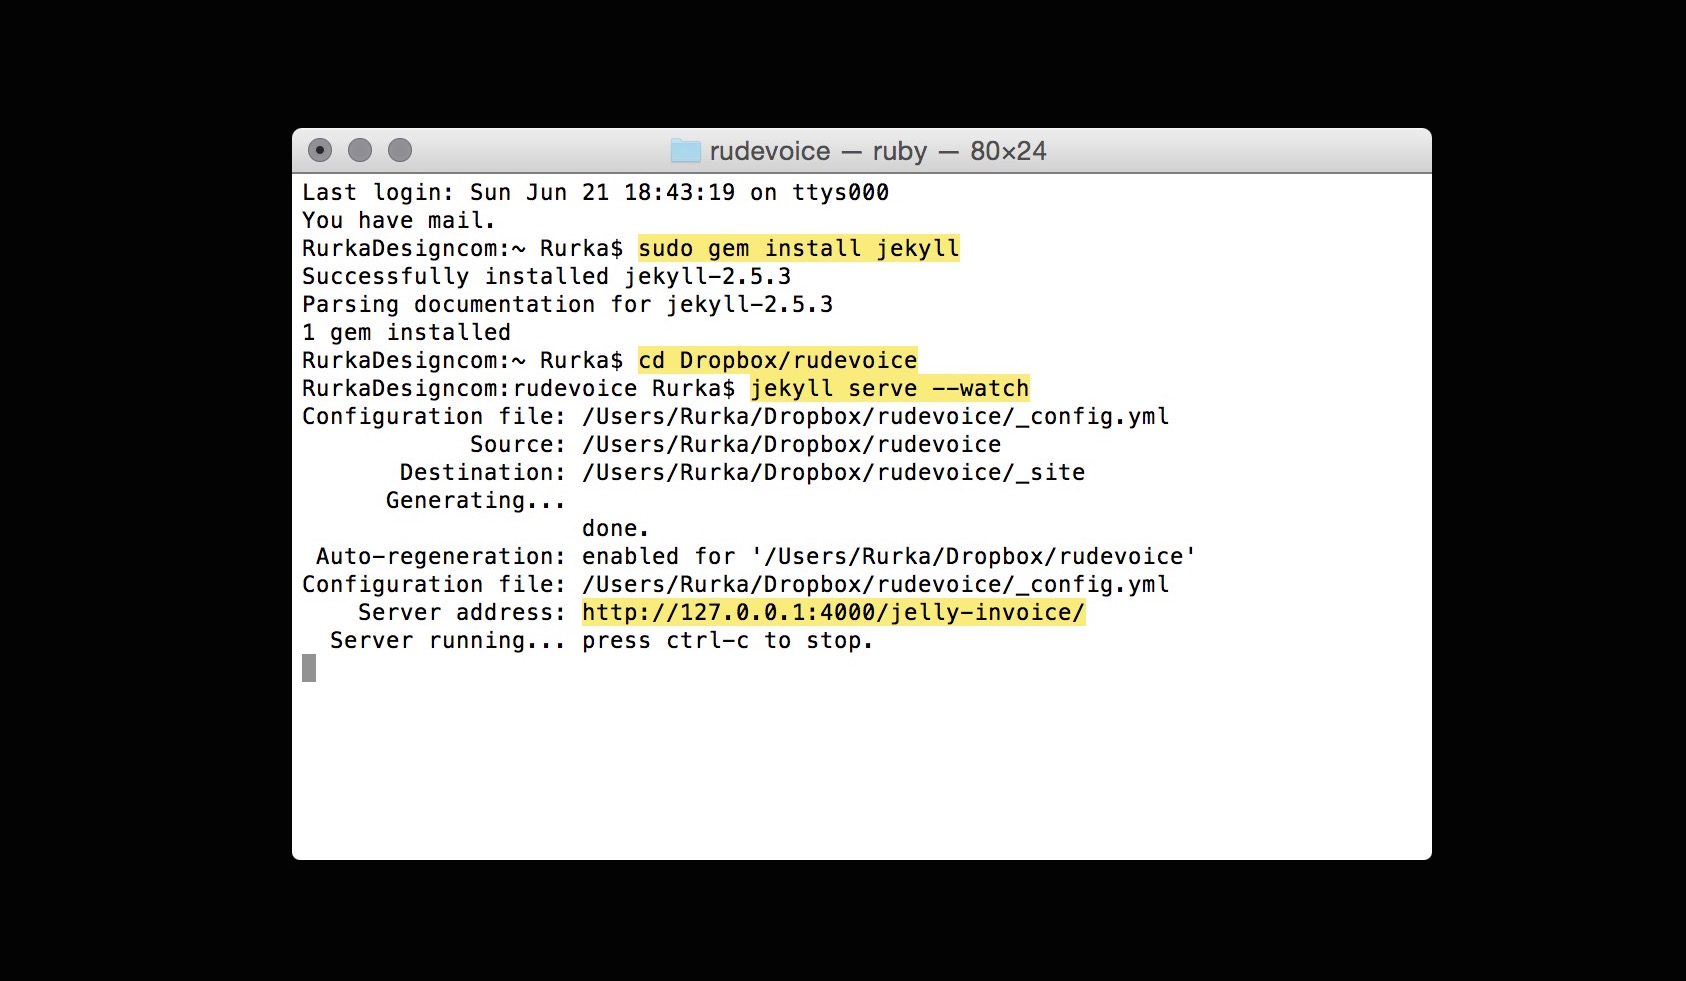 rudevoice — ruby — 80×24
Last login: Sun Jun 21 18:43:19 on ttys000
You have mail.
RurkaDesigncom:~ Rurka$ sudo gem install jekyll
Successfully installed jekyll-2.5.3
Parsing documentation for jekyll-2.5.3
1 gem installed
RurkaDesigncom:~ Rurka$ cd Dropbox/rudevoice
RurkaDesigncom:rudevoice Rurka$ jekyll serve --watch
Configuration file: /Users/Rurka/Dropbox/rudevoice/_config.yml
            Source: /Users/Rurka/Dropbox/rudevoice
       Destination: /Users/Rurka/Dropbox/rudevoice/_site
      Generating...
                    done.
 Auto-regeneration: enabled for '/Users/Rurka/Dropbox/rudevoice'
Configuration file: /Users/Rurka/Dropbox/rudevoice/_config.yml
    Server address: http://127.0.0.1:4000/jelly-invoice/
  Server running... press ctrl-c to stop.